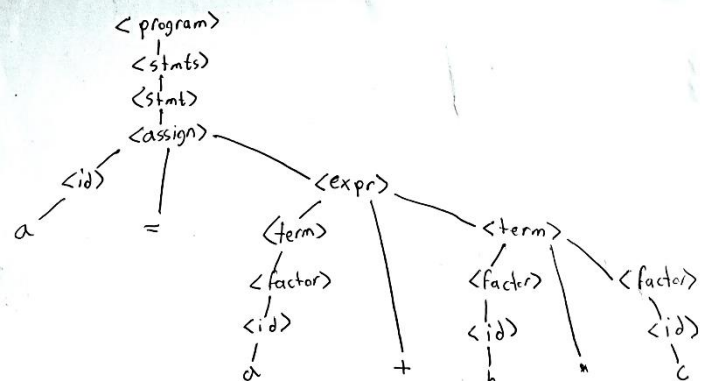 <program>
<stmts>
<stmt>
<assign>
<id> <expr>
a = <term> <term>
<factor> <factor> <factor>
<id> <id> <id>
a + * c